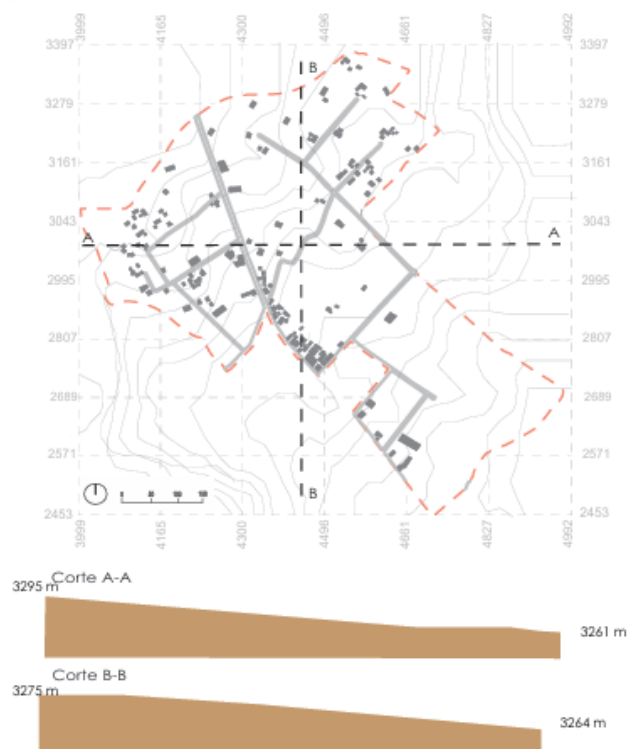 3999 4165 4300 4496 4661 4827 4992
3397 3397
B
3279 3279
3161 3161
3043 3043
A A
2995 2995
2807 2807
2689 2689
2571 2571
B
2453 2453
3999 4165 4300 4496 4661 4827 4992
Corte A-A
3295 m
3261 m
Corte B-B
3275 m
3264 m